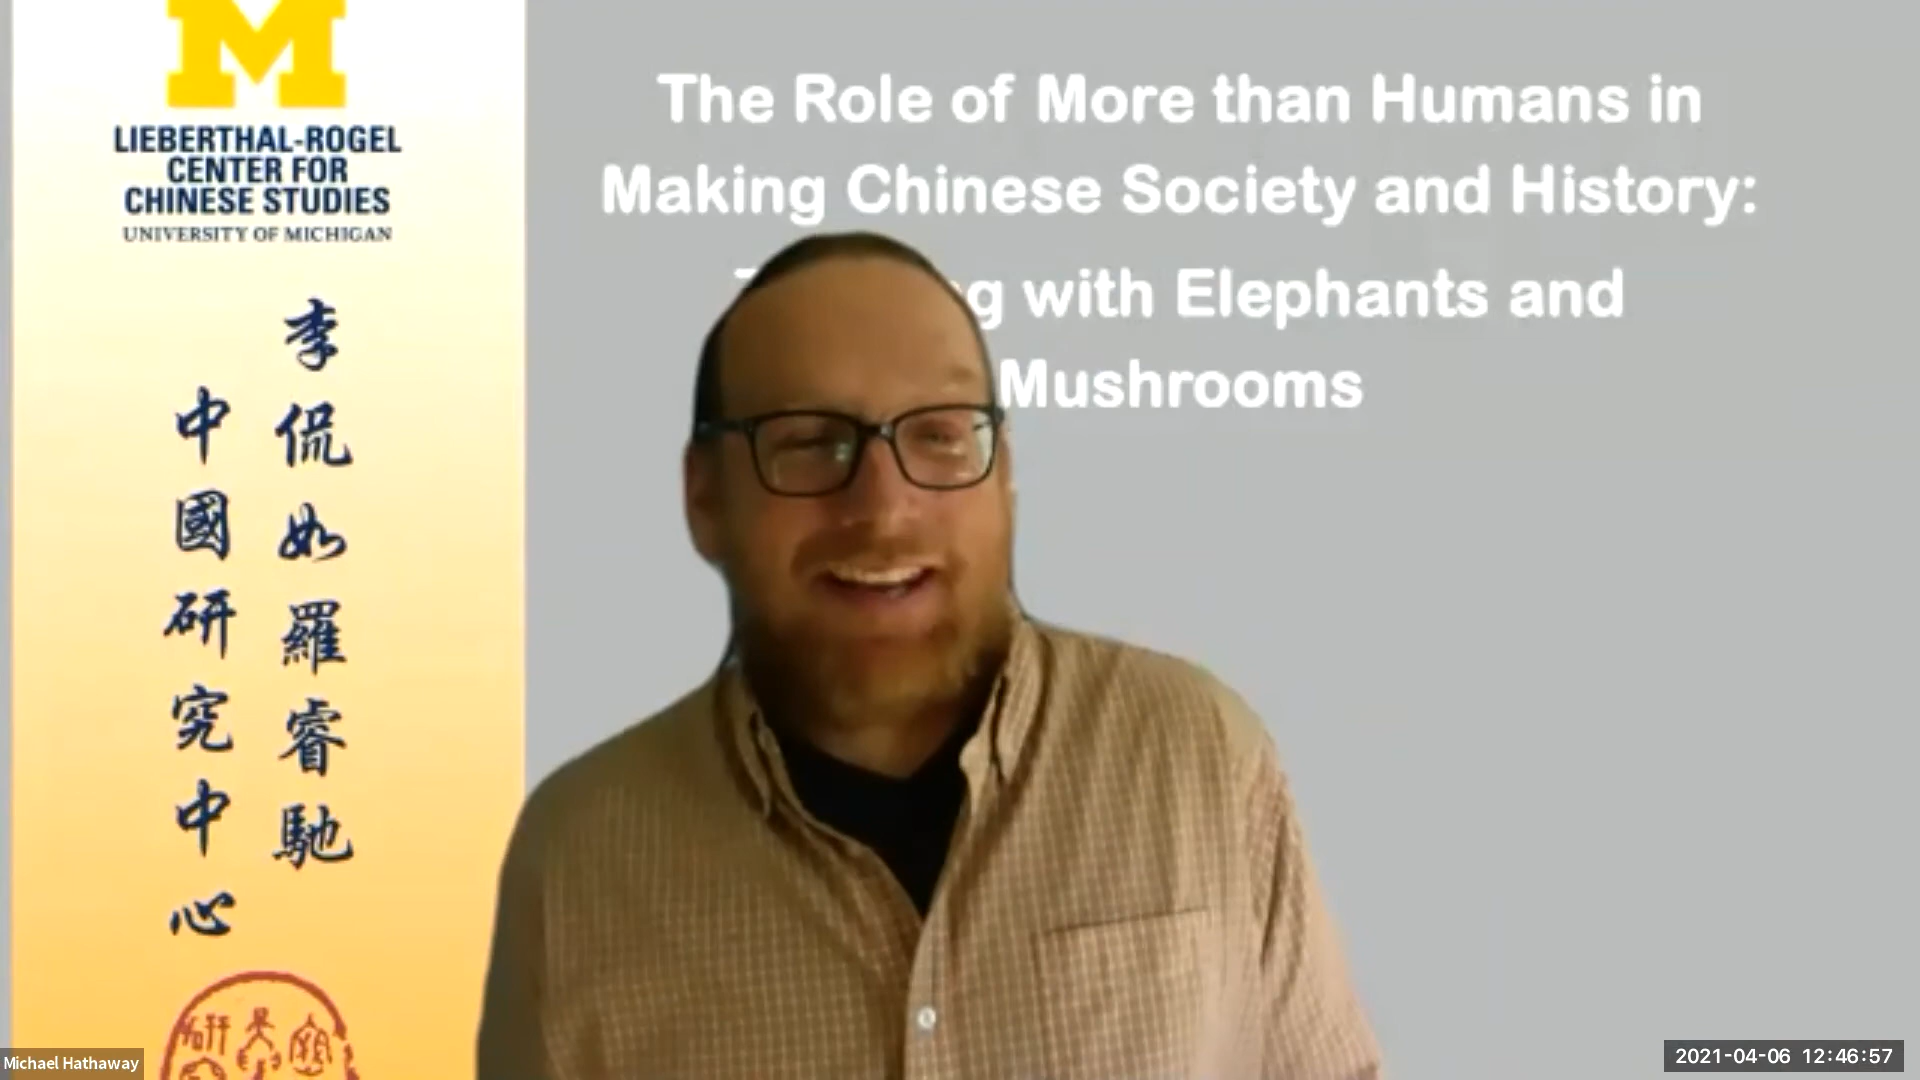 M
LIEBERTHAL-ROGEL
CENTER FOR
CHINESE STUDIES
UNIVERSITY OF MICHIGAN
李侃如羅睿馳
中國研究中心
The Role of More than Humans in
Making Chinese Society and History:
with Elephants and
Mushrooms
Michael Hathaway
2021-04-06 12:46:57